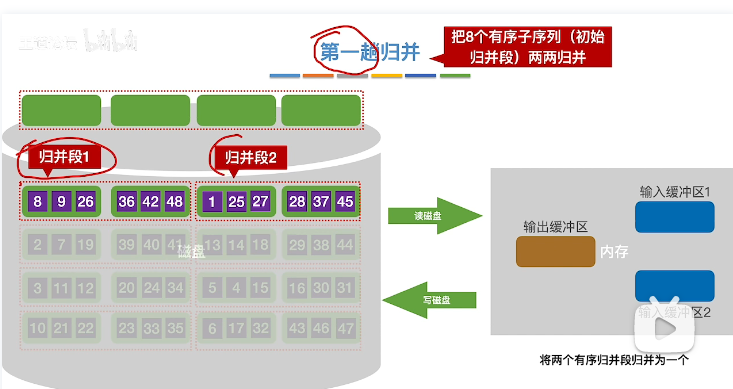 第一趟归并
把8个有序子序列（初始
归并段）两两归并
归并段1
归并段2
8 9 26 36 42 48 1 25 27 28 37 45
2 7 19 39 40 41 13 14 18 29 38 44
磁盘
3 11 12 20 24 34 5 4 15 16 30 31
10 21 22 23 33 35 6 17 32 43 46 47
读磁盘
写磁盘
输入缓冲区1
输出缓冲区
内存
输入缓冲区2
将两个有序归并段归并为一个